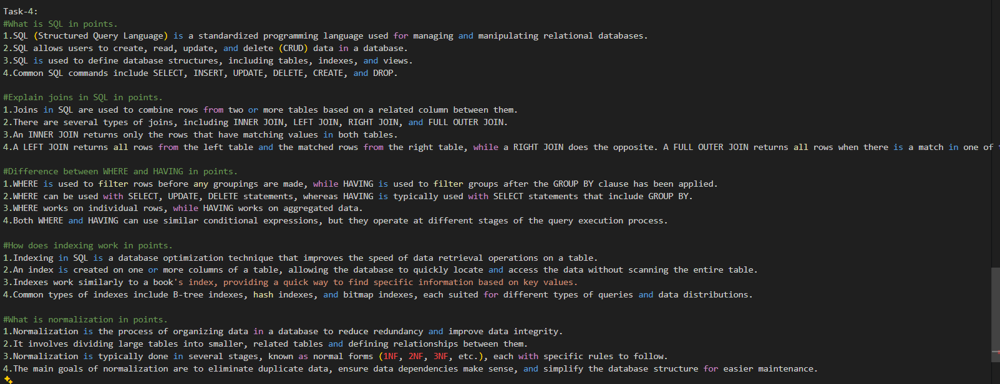 Task-4:
#What is SQL in points.
1.SQL (Structured Query Language) is a standardized programming language used for managing and manipulating relational databases.
2.SQL allows users to create, read, update, and delete (CRUD) data in a database.
3.SQL is used to define database structures, including tables, indexes, and views.
4.Common SQL commands include SELECT, INSERT, UPDATE, DELETE, CREATE, and DROP.
#Explain joins in SQL in points.
1.Joins in SQL are used to combine rows from two or more tables based on a related column between them.
2.There are several types of joins, including INNER JOIN, LEFT JOIN, RIGHT JOIN, and FULL OUTER JOIN.
3.An INNER JOIN returns only the rows that have matching values in both tables.
4.A LEFT JOIN returns all rows from the left table and the matched rows from the right table, while a RIGHT JOIN does the opposite. A FULL OUTER JOIN returns all rows when there is a match in one of
#Difference between WHERE and HAVING in points.
1.WHERE is used to filter rows before any groupings are made, while HAVING is used to filter groups after the GROUP BY clause has been applied.
2.WHERE can be used with SELECT, UPDATE, DELETE statements, whereas HAVING is typically used with SELECT statements that include GROUP BY.
3.WHERE works on individual rows, while HAVING works on aggregated data.
4.Both WHERE and HAVING can use similar conditional expressions, but they operate at different stages of the query execution process.
#How does indexing work in points.
1.Indexing in SQL is a database optimization technique that improves the speed of data retrieval operations on a table.
2.An index is created on one or more columns of a table, allowing the database to quickly locate and access the data without scanning the entire table.
3.Indexes work similarly to a book's index, providing a quick way to find specific information based on key values.
4.Common types of indexes include B-tree indexes, hash indexes, and bitmap indexes, each suited for different types of queries and data distributions.
#What is normalization in points.
1.Normalization is the process of organizing data in a database to reduce redundancy and improve data integrity.
2.It involves dividing large tables into smaller, related tables and defining relationships between them.
3.Normalization is typically done in several stages, known as normal forms (1NF, 2NF, 3NF, etc.), each with specific rules to follow.
4.The main goals of normalization are to eliminate duplicate data, ensure data dependencies make sense, and simplify the database structure for easier maintenance.